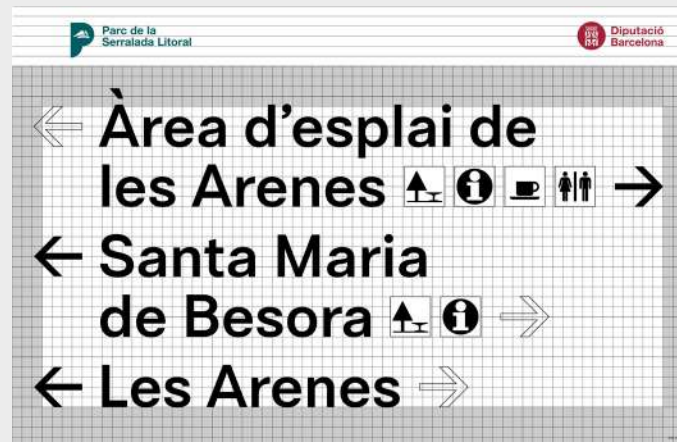 Parc de la
Serralada Litoral
Diputació
Barcelona
Àrea d’esplai de
les Arenes
Santa Maria
de Besora
Les Arenes